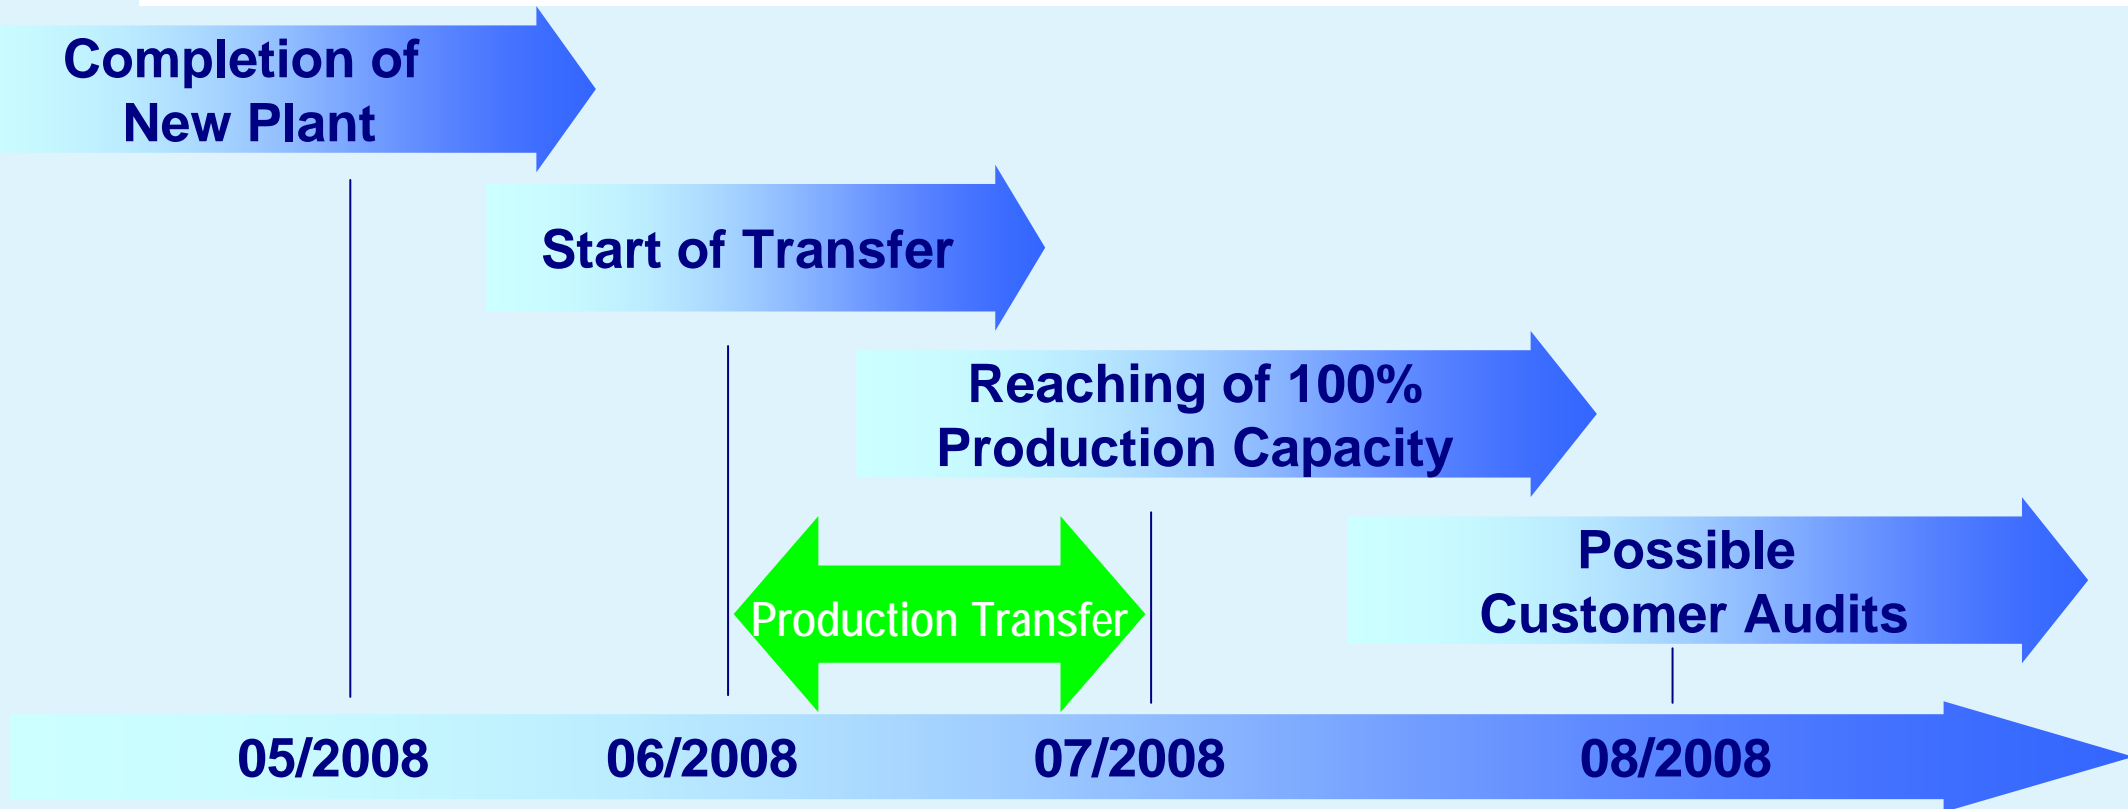 Completion of
New Plant
Start of Transfer
Reaching of 100%
Production Capacity
Possible
Customer Audits
Production Transfer
05/2008
06/2008
07/2008
08/2008